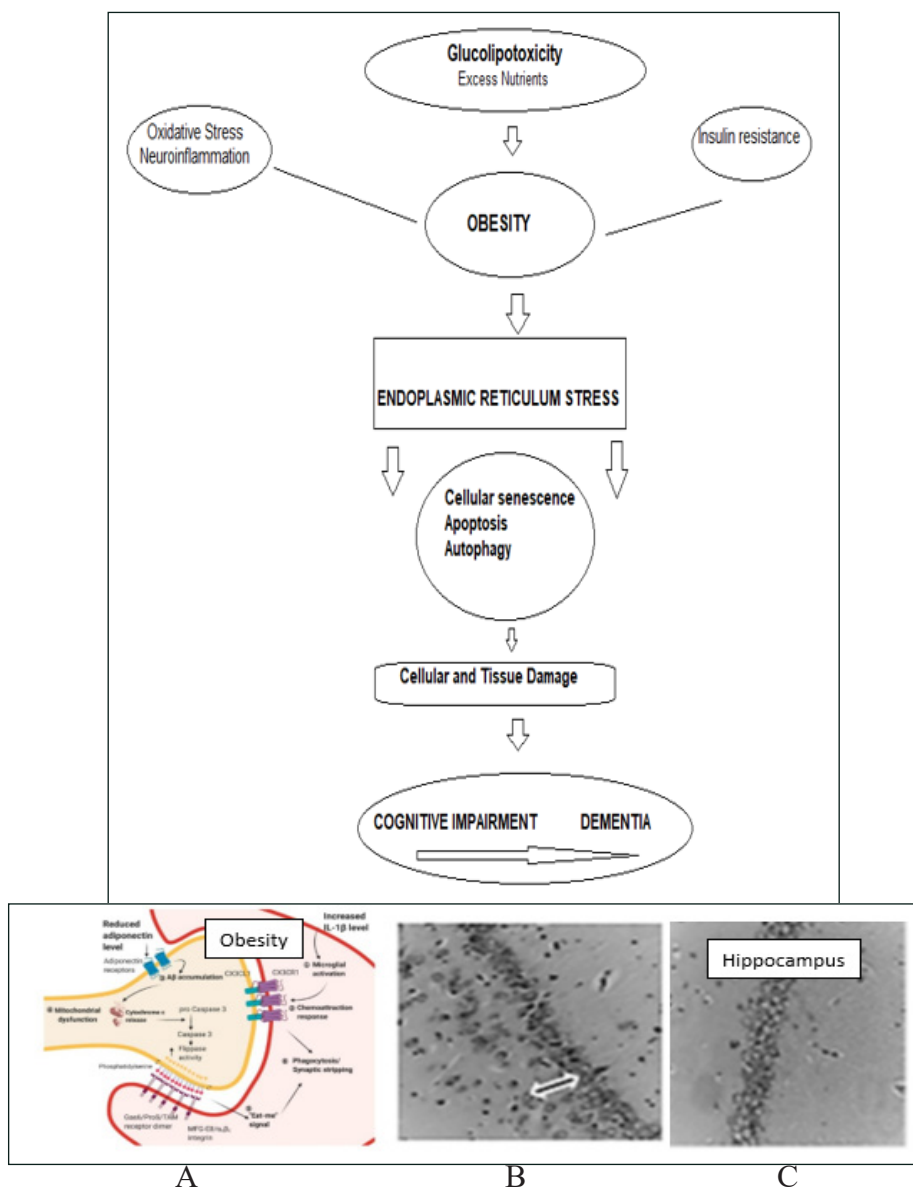 Glucolipotoxicity
Excess Nutrients
Oxidative Stress
Neuroinflammation
Insulin resistance
OBESITY
ENDOPLASMIC RETICULUM STRESS
Cellular senescence
Apoptosis
Autophagy
Cellular and Tissue Damage
COGNITIVE IMPAIRMENT DEMENTIA
Reduced
adiponectin
level
Adiponectin
receptors
Obesity
Increased
IL-1β level
Microglial
activation
Aβ accumulation
CX3CL1
CX3CR1
Chemoattraction
response
Mitochondrial
dysfunction
Cytochrome c
release
pro Caspase 3
Caspase 3
Flippase
activity
Phosphatidylserine
Phagocytosis/
Synaptic stripping
"Eat-me"
signal
Gas6/ProS/TAM
receptor dimer
integrin
Hippocampus
A
B
C